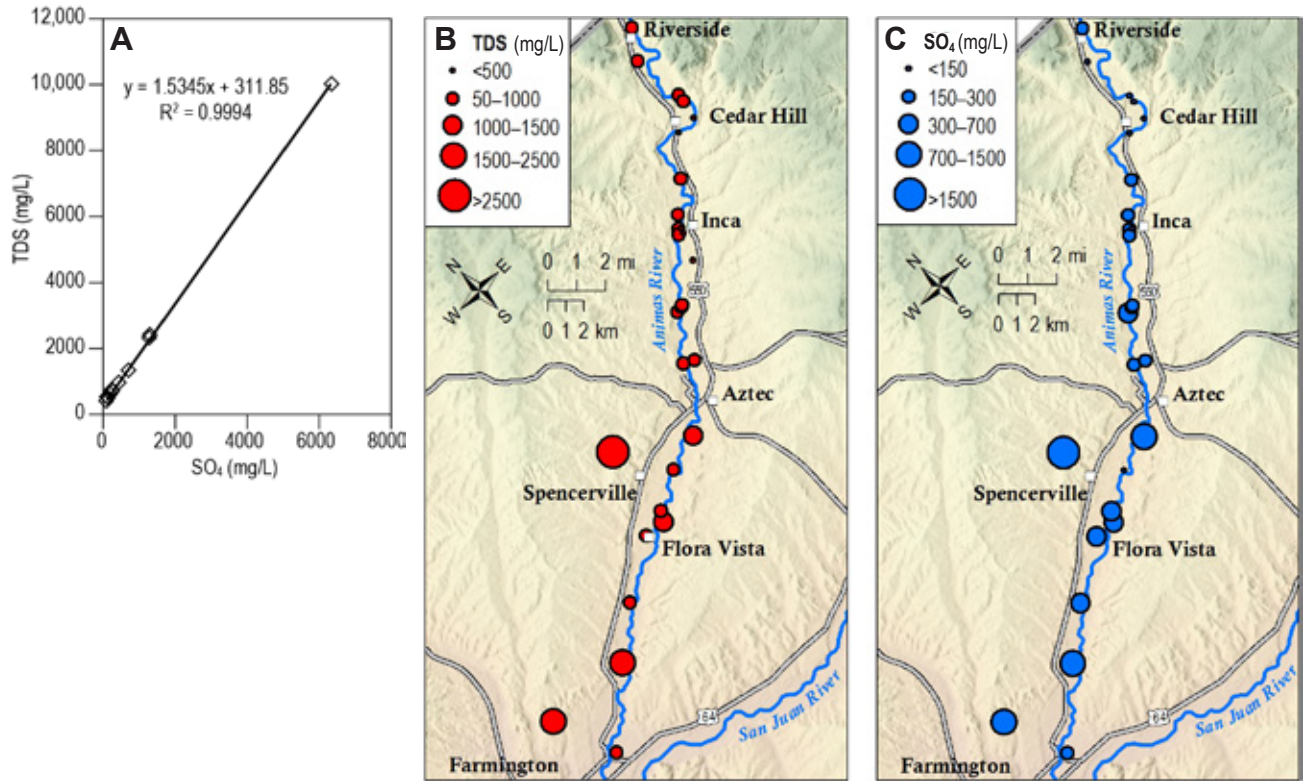 A
12,000
10,000
8000
6000
4000
2000
0
y = 1.5345x + 311.85
R² = 0.9994
TDS (mg/L)
0 2000 4000 6000 8000
SO₄ (mg/L)
B TDS (mg/L)
<500
50–1000
1000–1500
1500–2500
>2500
Riverside
Cedar Hill
Inca
N E
W S
0 1 2 mi
0 1 2 km
Animas River
550
Aztec
Spencerville
Flora Vista
64
San Juan River
Farmington
C SO₄ (mg/L)
<150
150–300
300–700
700–1500
>1500
Riverside
Cedar Hill
Inca
N E
W S
0 1 2 mi
0 1 2 km
Animas River
550
Aztec
Spencerville
Flora Vista
64
San Juan River
Farmington